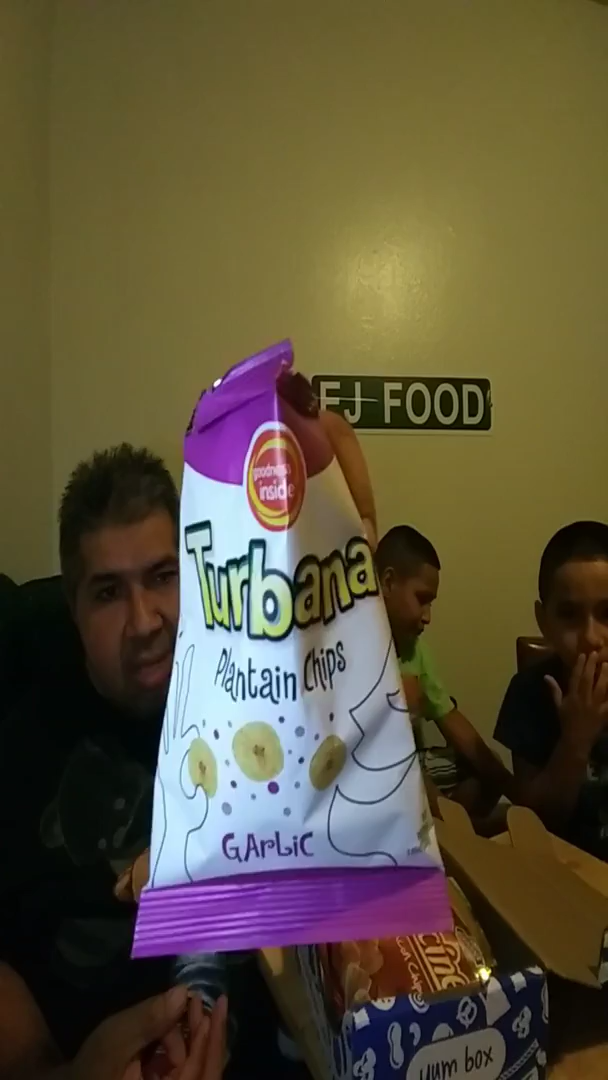 EJ FOOD
goodness
inside
Turbana
Plantain Chips
GArLiC
yum box